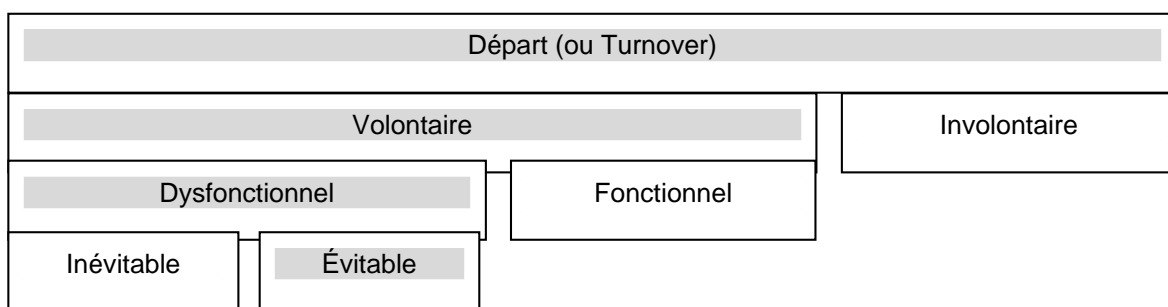 Départ (ou Turnover)
Volontaire
Involontaire
Dysfonctionnel
Fonctionnel
Inévitable
Évitable